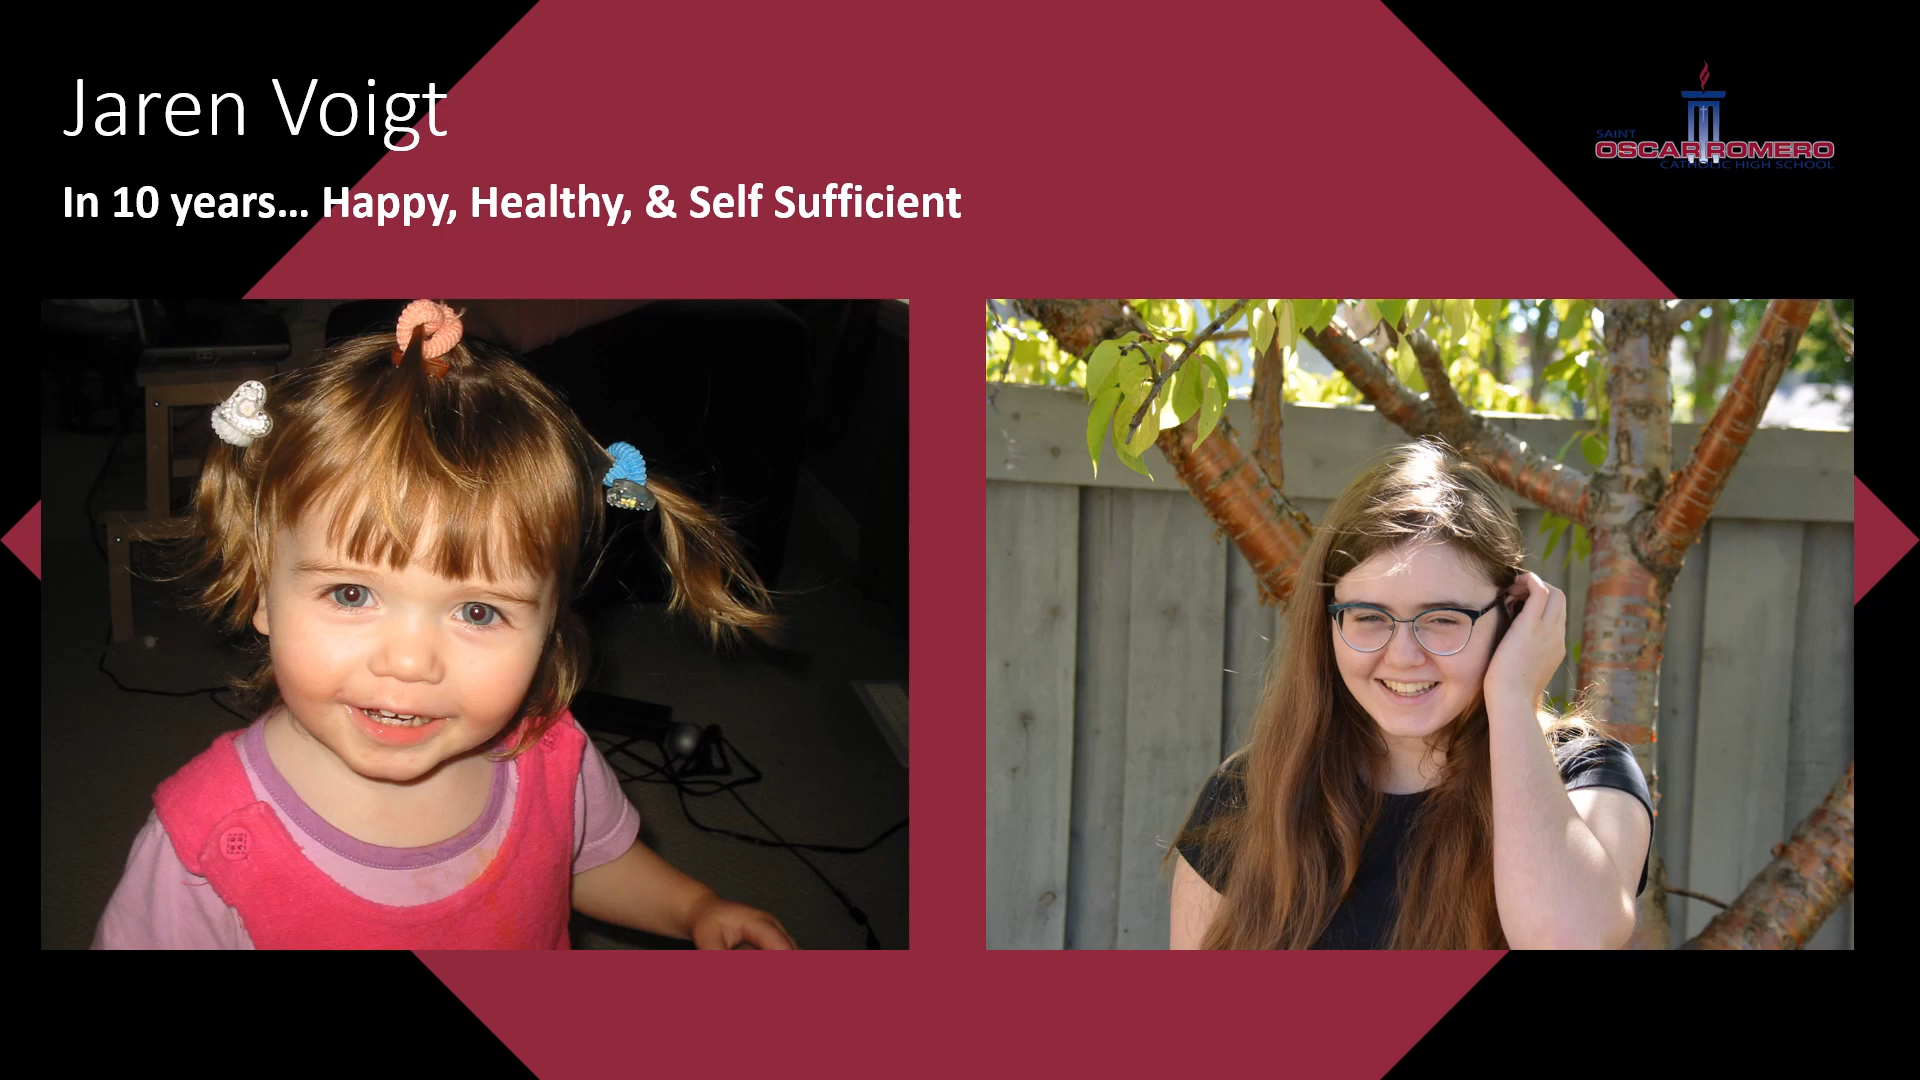 Jaren Voigt
In 10 years... Happy, Healthy, & Self Sufficient
SAINT
OSCAR ROMERO
CATHOLIC HIGH SCHOOL